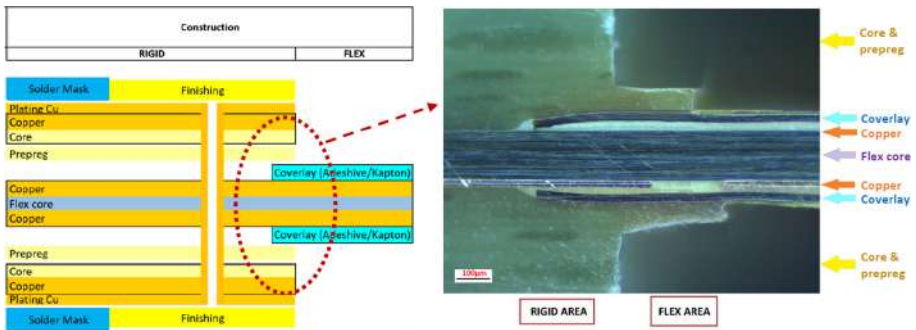 Construction
RIGID
FLEX
Solder Mask
Finishing
Plating Cu
Copper
Core
Prepreg
Coverlay (Adeshive/Kapton)
Copper
Flex core
Copper
Coverlay (Adeshive/Kapton)
Prepreg
Core
Copper
Plating Cu
Solder Mask
Finishing
Core &
prepreg
Coverlay
Copper
Flex core
Copper
Coverlay
Core &
prepreg
100µm
RIGID AREA
FLEX AREA